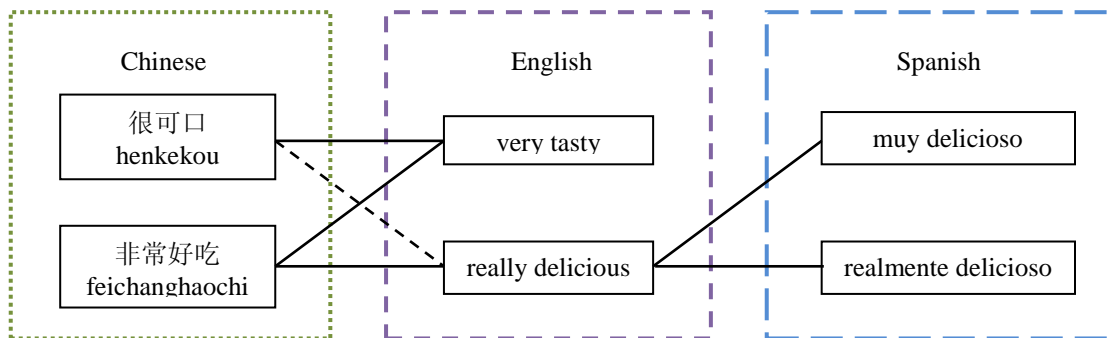 Chinese
English
Spanish
很可口
henkekou
very tasty
muy delicioso
非常好吃
feichanghaochi
really delicious
realmente delicioso